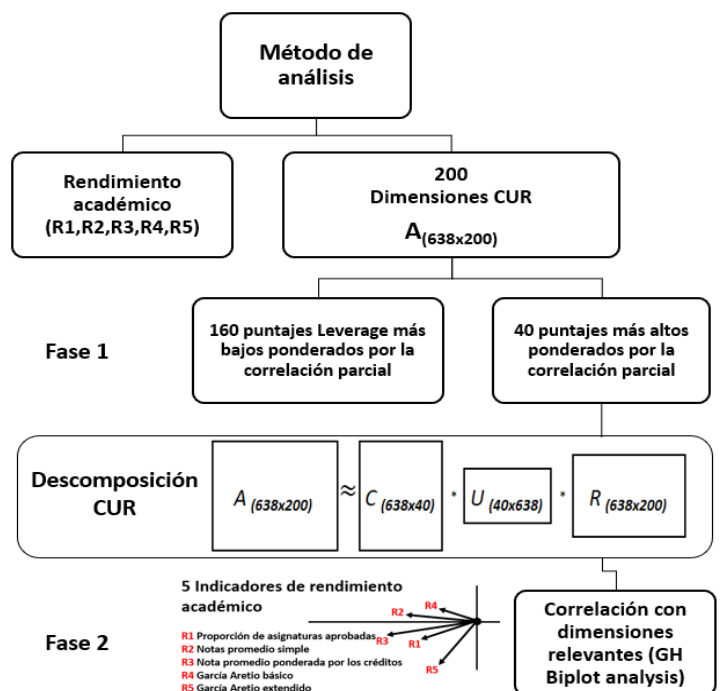 Método de
análisis
Rendimiento
académico
(R1,R2,R3,R4,R5)
200
Dimensiones CUR
A(638x200)
Fase 1
160 puntajes Leverage más
bajos ponderados por la
correlación parcial
40 puntajes más altos
ponderados por la
correlación parcial
Descomposición
CUR
A (638x200) ≈ C (638x40) * U (40x638) * R (638x200)
Fase 2
5 Indicadores de rendimiento
académico
R1 Proporción de asignaturas aprobadas
R2 Notas promedio simple
R3 Nota promedio ponderada por los créditos
R4 García Aretio básico
R5 García Aretio extendido
R4
R2
R3
R1
R5
Correlación con
dimensiones
relevantes (GH
Biplot analysis)